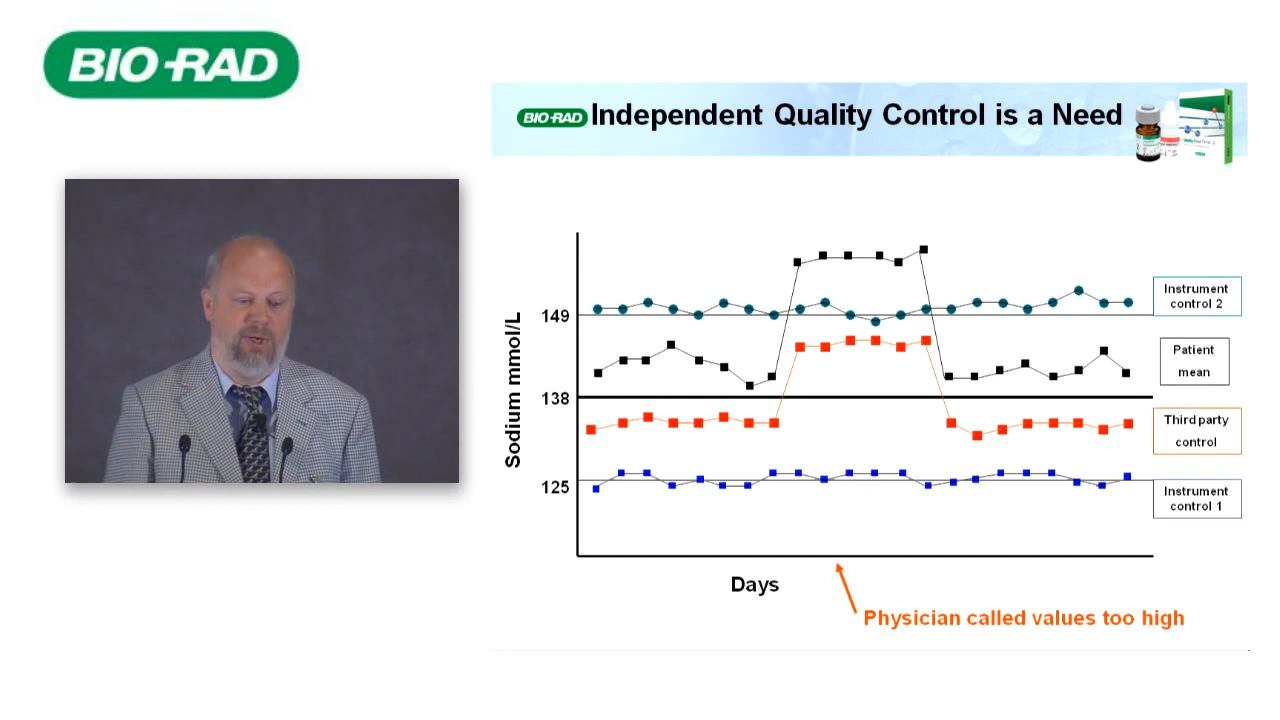 BIO-RAD
BIO-RAD Independent Quality Control is a Need
Sodium mmol/L
149
138
125
Instrument
control 2
Patient
mean
Third party
control
Instrument
control 1
Days
Physician called values too high